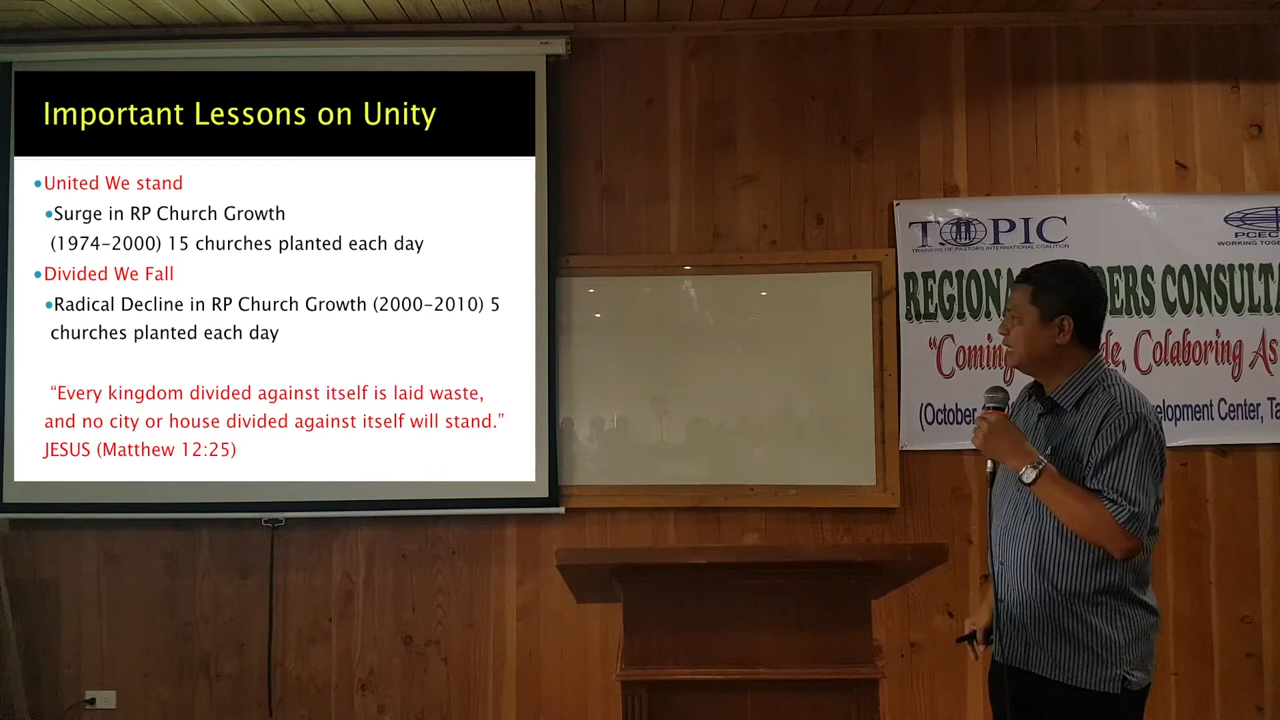 Important Lessons on Unity
•United We stand
•Surge in RP Church Growth
(1974-2000) 15 churches planted each day
•Divided We Fall
•Radical Decline in RP Church Growth (2000-2010) 5
churches planted each day
“Every kingdom divided against itself is laid waste,
and no city or house divided against itself will stand.”
JESUS (Matthew 12:25)
TOPIC
TRAINERS OF PASTORS INTERNATIONAL COALITION
PCEC
WORKING
REGIONA ERS CONSULTA
“Coming de, Colaboring As
(October elopment Center, Ta